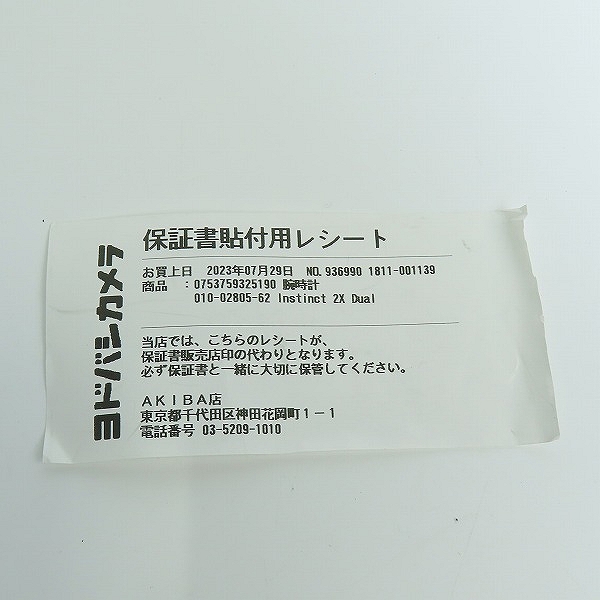 ヨドバシカメラ
保証書貼付用レシート
お買上日 2023年07月29日 NO.936990 1811-001139
商品 :0753759325190 腕時計
010-02805-62 Instinct 2X Dual
当店では、こちらのレシートが、
保証書販売店印の代わりとなります。
必ず保証書と一緒に大切に保管してください。
AKIBA店
東京都千代田区神田花岡町1-1
電話番号 03-5209-1010